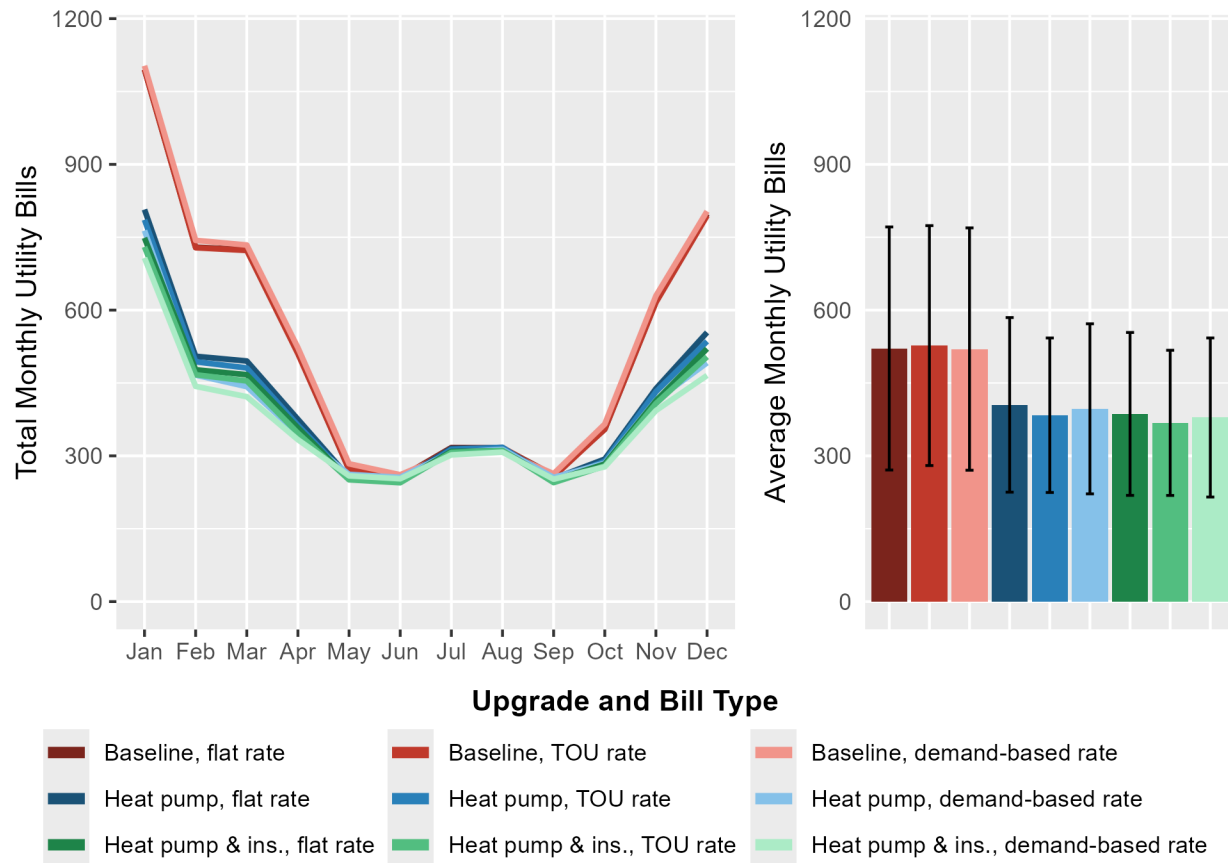 1200
900
600
300
0
Total Monthly Utility Bills
Jan Feb Mar Apr May Jun Jul Aug Sep Oct Nov Dec
1200
900
600
300
0
Average Monthly Utility Bills
Upgrade and Bill Type
Baseline, flat rate
Baseline, TOU rate
Baseline, demand-based rate
Heat pump, flat rate
Heat pump, TOU rate
Heat pump, demand-based rate
Heat pump & ins., flat rate
Heat pump & ins., TOU rate
Heat pump & ins., demand-based rate